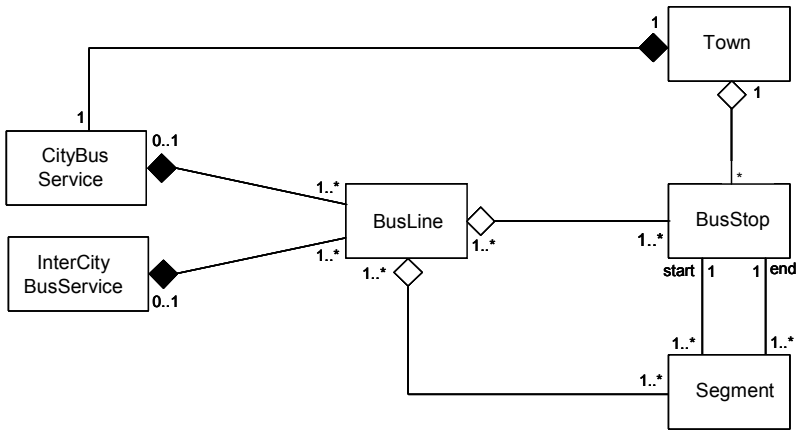 1
Town
1
1
CityBus
Service
0..1
1..*
*
BusLine
BusStop
InterCity
BusService
0..1
1..*
1..*
1..*
1..*
start
1
1
end
1..*
1..*
1..*
Segment